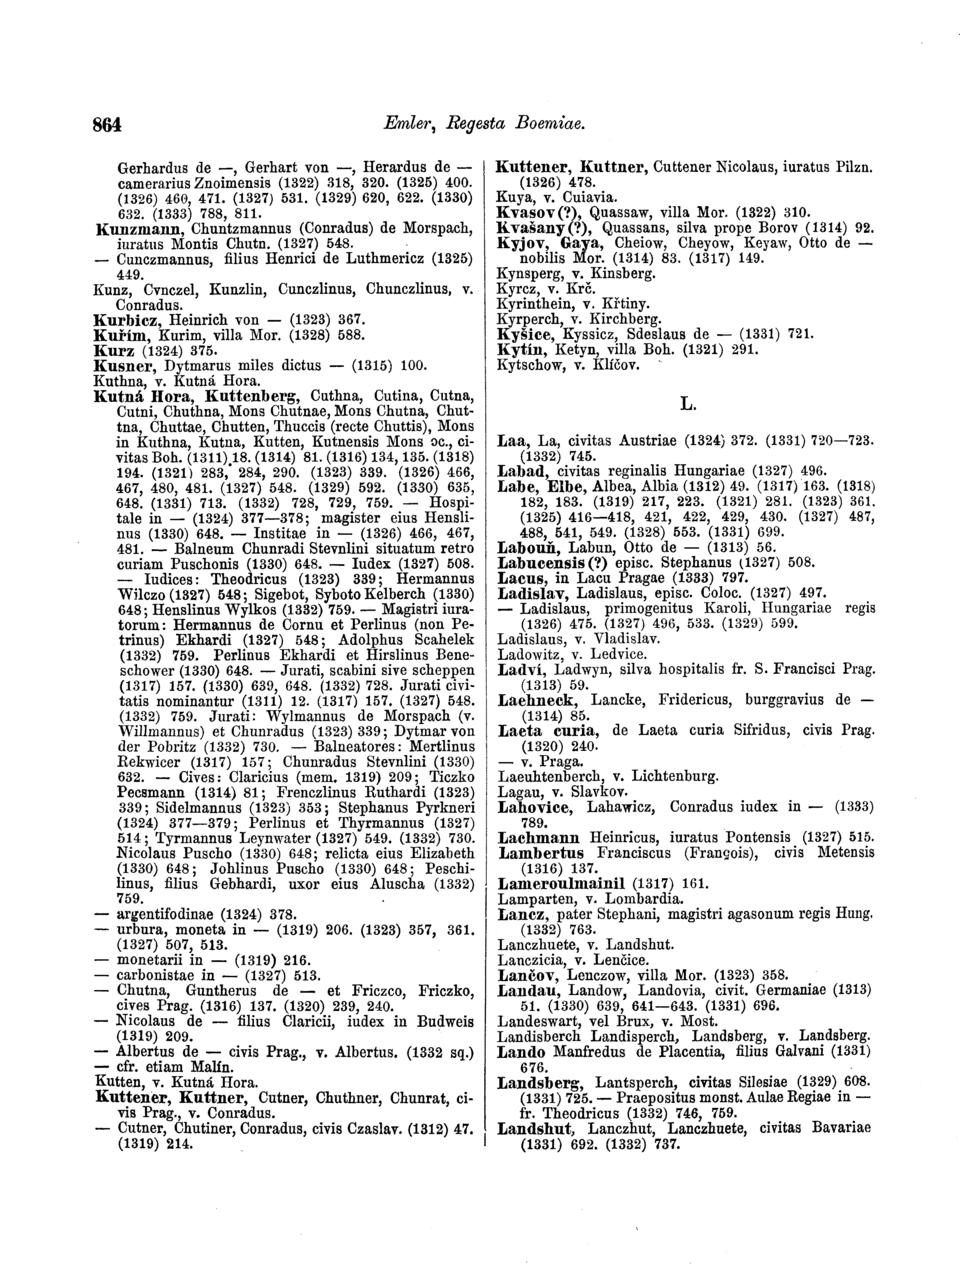 864
Emler, Regesta Boemiae.
Gerhardus de —, Gerhart von —, Herardus de —
camerarius Znoimensis (1322) 318, 320. (1325) 400.
(1326) 460, 471. (1327) 531. (1329) 620, 622. (1330)
632. (1333) 788, 811.
Kunzmann, Chuntzmannus (Conradus) de Morspach,
iuratus Montis Chutn. (1327) 548.
— Cunczmannus, filius Henrici de Luthmericz (1325)
449.
Kunz, Cvnczel, Kunzlin, Cunczlinus, Chunczlinus, v.
Conradus.
Kurbicz, Heinrich von — (1323) 367.
Kuřim, Kurim, villa Mor. (1328) 588.
Kurz (1324) 375.
Kusner, Dytmarus miles dictus — (1315) 100.
Kuthna, v. Kutná Hora.
Kutná Hora, Kuttenberg, Cuthna, Cutina, Cutna,
Cutni, Chuthna, Mons Chutnae, Mons Chutna, Chut-
tna, Chuttae, Chutten, Thuccis (recte Chuttis), Mons
in Kuthna, Kutna, Kutten, Kutnensis Mons ɔc., ci-
vitas Boh. (1311) 18. (1314) 81. (1316) 134, 135. (1318)
194. (1321) 283, 284, 290. (1323) 339. (1326) 466,
467, 480, 481. (1327) 548. (1329) 592. (1330) 635,
648. (1331) 713. (1332) 728, 729, 759. — Hospi-
tale in — (1324) 377—378; magister eius Hensli-
nus (1330) 648. — Institae in — (1326) 466, 467,
481. — Balneum Chunradi Stevnlini situatum retro
curiam Puschonis (1330) 648. — Iudex (1327) 508.
— Iudices: Theodricus (1323) 339; Hermannus
Wilczo (1327) 548; Sigebot, Syboto Kelberch (1330)
648; Henslinus Wylkos (1332) 759. — Magistri iura-
torum: Hermannus de Cornu et Perlinus (non Pe-
trinus) Ekhardi (1327) 548; Adolphus Scahelek
(1332) 759. Perlinus Ekhardi et Hirslinus Bene-
schower (1330) 648. — Jurati, scabini sive scheppen
(1317) 157. (1330) 639, 648. (1332) 728. Jurati civi-
tatis nominantur (1311) 12. (1317) 157. (1327) 548.
(1332) 759. Jurati: Wylmannus de Morspach (v.
Willmannus) et Chunradus (1323) 339; Dytmar von
der Pobritz (1332) 730. — Balneatores: Mertlinus
Rekwicer (1317) 157; Chunradus Stevnlini (1330)
632. — Cives: Claricius (mem. 1319) 209; Ticzko
Pecsmann (1314) 81; Frenczlinus Ruthardi (1323)
339; Sidelmannus (1323) 353; Stephanus Pyrkneri
(1324) 377—379; Perlinus et Thyrmannus (1327)
514; Tyrmannus Leynwater (1327) 549. (1332) 730.
Nicolaus Puscho (1330) 648; relicta eius Elizabeth
(1330) 648; Johlinus Puscho (1330) 648; Peschi-
linus, filius Gebhardi, uxor eius Aluscha (1332)
759.
— argentifodinae (1324) 378.
— urbura, moneta in — (1319) 206. (1323) 357, 361.
(1327) 507, 513.
— monetarii in — (1319) 216.
— carbonistae in — (1327) 513.
— Chutna, Guntherus de — et Friczco, Friczko,
cives Prag. (1316) 137. (1320) 239, 240.
— Nicolaus de — filius Claricii, iudex in Budweis
(1319) 209.
— Albertus de — civis Prag., v. Albertus. (1332 sq.)
— cfr. etiam Malín.
Kutten, v. Kutná Hora.
Kuttener, Kuttner, Cutner, Chuthner, Chunrat, ci-
vis Prag., v. Conradus.
— Cutner, Chutiner, Conradus, civis Czaslav. (1312) 47.
(1319) 214.
Kuttener, Kuttner, Cuttener Nicolaus, iuratus Pilzn.
(1326) 478.
Kuya, v. Cuiavia.
Kvasov (?), Quassaw, villa Mor. (1322) 310.
Kvašany (?), Quassans, silva prope Borov (1314) 92.
Kyjov, Gaya, Cheiow, Cheyow, Keyaw, Otto de —
nobilis Mor. (1314) 83. (1317) 149.
Kynsperg, v. Kinsberg.
Kyrcz, v. Krč.
Kyrinthein, v. Křtiny.
Kyrperch, v. Kirchberg.
Kyšice, Kyssicz, Sdeslaus de — (1331) 721.
Kytín, Ketyn, villa Boh. (1321) 291.
Kytschow, v. Klíčov.
L.
Laa, La, civitas Austriae (1324) 372. (1331) 720—723.
(1332) 745.
Labad, civitas reginalis Hungariae (1327) 496.
Labe, Elbe, Albea, Albia (1312) 49. (1317) 163. (1318)
182, 183. (1319) 217, 223. (1321) 281. (1323) 361.
(1325) 416—418, 421, 422, 429, 430. (1327) 487,
488, 541, 549. (1328) 553. (1331) 699.
Labouň, Labun, Otto de — (1313) 56.
Labucensis (?) episc. Stephanus (1327) 508.
Lacus, in Lacu Pragae (1333) 797.
Ladislav, Ladislaus, episc. Coloc. (1327) 497.
— Ladislaus, primogenitus Karoli, Hungariae regis
(1326) 475. (1327) 496, 533. (1329) 599.
Ladislaus, v. Vladislav.
Ladowitz, v. Ledvice.
Ladví, Ladwyn, silva hospitalis fr. S. Francisci Prag.
(1313) 59.
Laehneck, Lancke, Fridericus, burggravius de —
(1314) 85.
Laeta curia, de Laeta curia Sifridus, civis Prag.
(1320) 240.
— v. Praga.
Laeuhtenberch, v. Lichtenburg.
Lagau, v. Slavkov.
Lahovice, Lahawicz, Conradus iudex in — (1333)
789.
Lachmann Heinricus, iuratus Pontensis (1327) 515.
Lambertus Franciscus (François), civis Metensis
(1316) 137.
Lameroulmainil (1317) 161.
Lamparten, v. Lombardia.
Lancz, pater Stephani, magistri agasonum regis Hung.
(1332) 763.
Lanczhuete, v. Landshut.
Lanczicia, v. Lenčice.
Lančov, Lenczow, villa Mor. (1323) 358.
Landau, Landow, Landovia, civit. Germaniae (1313)
51. (1330) 639, 641—643. (1331) 696.
Landeswart, vel Brux, v. Most.
Landisberch Landisperch, Landsberg, v. Landsberg.
Lando Manfredus de Placentia, filius Galvani (1331)
676.
Landsberg, Lantsperch, civitas Silesiae (1329) 608.
(1331) 725. — Praepositus monst. Aulae Regiae in —
fr. Theodricus (1332) 746, 759.
Landshut, Lanczhut, Lanczhuete, civitas Bavariae
(1331) 692. (1332) 737.